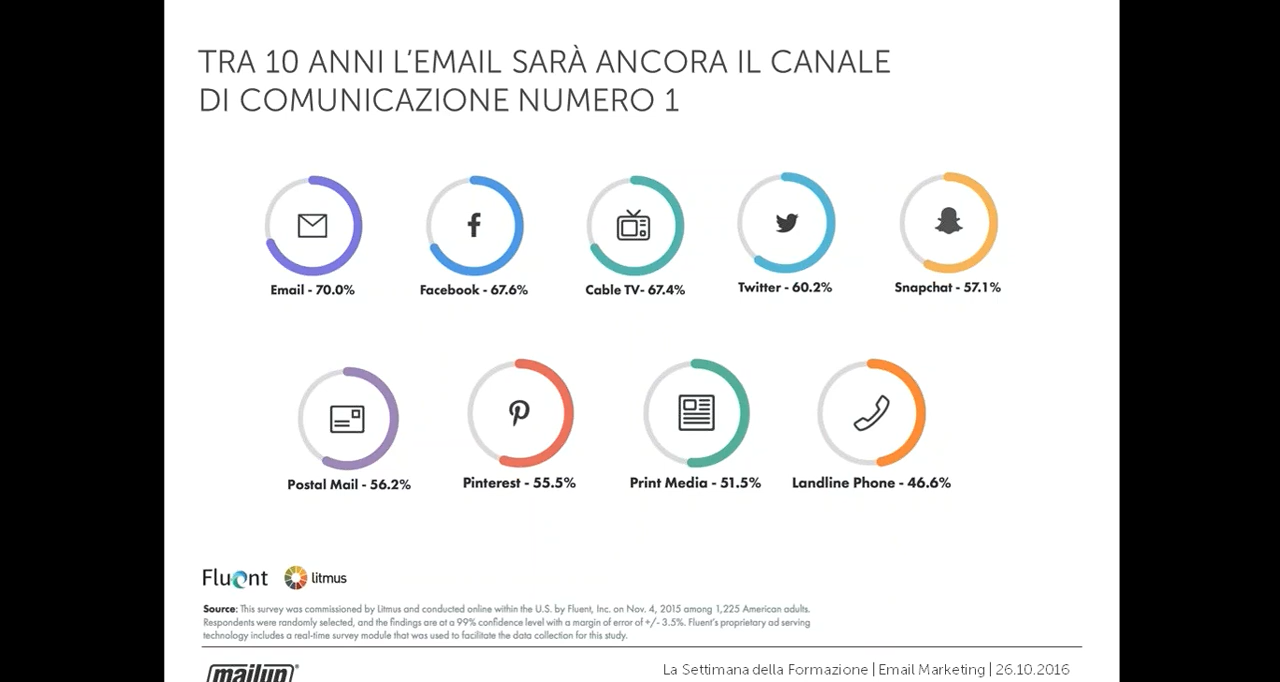 TRA 10 ANNI L'EMAIL SARÀ ANCORA IL CANALE
DI COMUNICAZIONE NUMERO 1
Email - 70.0%
Facebook - 67.6%
Cable TV- 67.4%
Twitter - 60.2%
Snapchat - 57.1%
Postal Mail - 56.2%
Pinterest - 55.5%
Print Media - 51.5%
Landline Phone - 46.6%
Fluent litmus
Source: This survey was commissioned by Litmus and conducted online within the U.S. by Fluent, Inc. on Nov. 4, 2015 among 1,225 American adults.
Respondents were randomly selected, and the findings are at a 99% confidence level with a margin of error of +/- 3.5%. Fluent's proprietary ad serving
technology includes a real-time survey module that was used to facilitate the data collection for this study.
mailup®
La Settimana della Formazione | Email Marketing | 26.10.2016